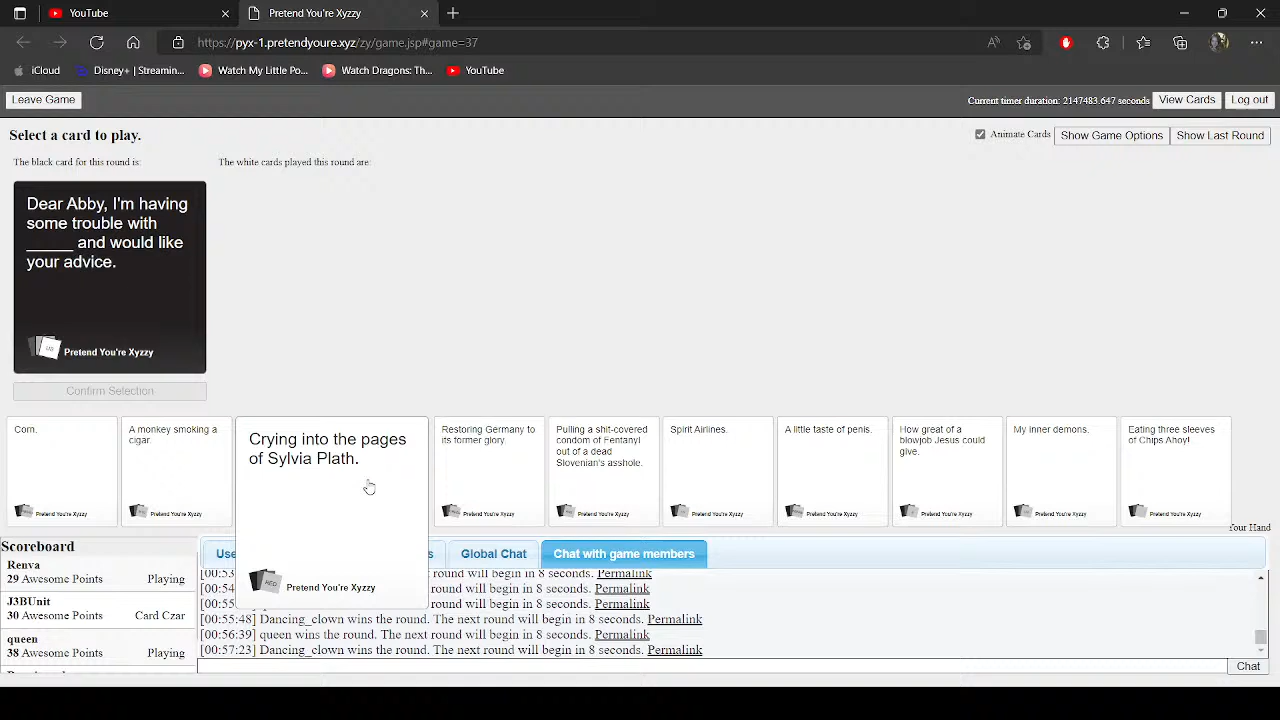 YouTube
Pretend You're Xyzzy
https://pyx-1.pretendyoure.xyz/zy/game.jsp#game=37
iCloud
Disney+ | Streamin...
Watch My Little Po...
Watch Dragons: Th...
YouTube
Leave Game
Current timer duration: 2147483.647 seconds
View Cards
Log out
Select a card to play.
Animate Cards
Show Game Options
Show Last Round
The black card for this round is:
The white cards played this round are:
Dear Abby, I'm having
some trouble with
______ and would like
your advice.
Pretend You're Xyzzy
Confirm Selection
Corn.
Pretend You're Xyzzy
A monkey smoking a
cigar.
Pretend You're Xyzzy
Crying into the pages
of Sylvia Plath.
RED
Pretend You're Xyzzy
Restoring Germany to
its former glory.
Pretend You're Xyzzy
Pulling a shit-covered
condom of Fentanyl
out of a dead
Slovenian's asshole.
Pretend You're Xyzzy
Spirit Airlines.
Pretend You're Xyzzy
A little taste of penis.
Pretend You're Xyzzy
How great of a
blowjob Jesus could
give.
Pretend You're Xyzzy
My inner demons.
Pretend You're Xyzzy
Eating three sleeves
of Chips Ahoy!
Pretend You're Xyzzy
Your Hand
Scoreboard
Renva
29 Awesome Points Playing
J3BUnit
30 Awesome Points Card Czar
queen
38 Awesome Points Playing
Use
s
Global Chat
Chat with game members
[00:53 round will begin in 8 seconds. Permalink
[00:54 round will begin in 8 seconds. Permalink
[00:55 round will begin in 8 seconds. Permalink
[00:55:48] Dancing_clown wins the round. The next round will begin in 8 seconds. Permalink
[00:56:39] queen wins the round. The next round will begin in 8 seconds. Permalink
[00:57:23] Dancing_clown wins the round. The next round will begin in 8 seconds. Permalink
Chat